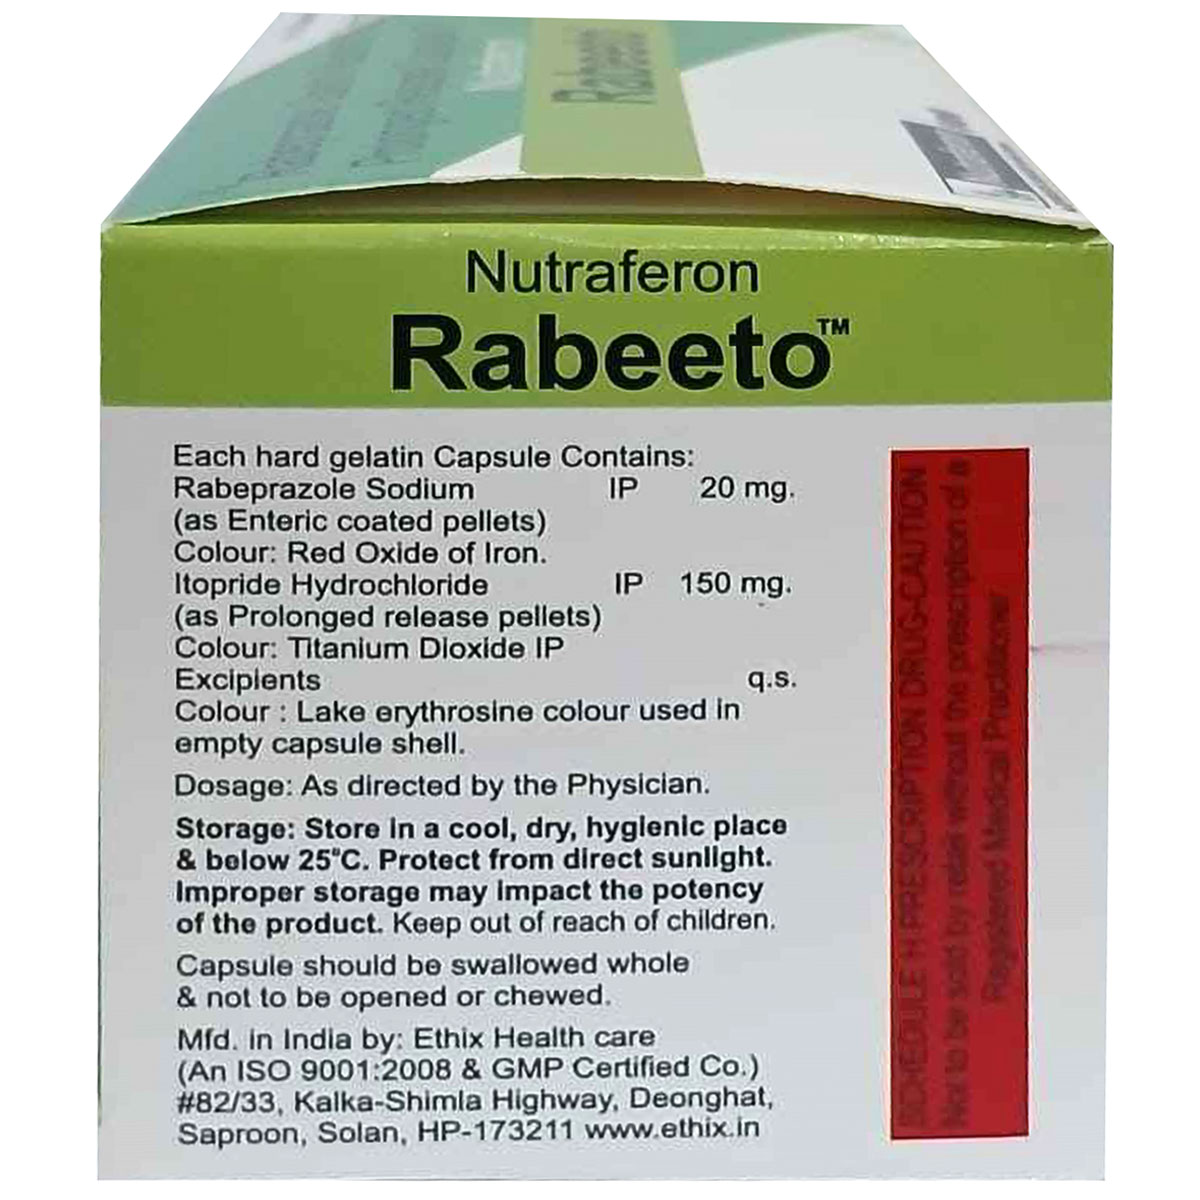 Rabeeto
Nutraferon
Rabeeto™
Each hard gelatin Capsule Contains:
Rabeprazole Sodium IP 20 mg.
(as Enteric coated pellets)
Colour: Red Oxide of Iron.
Itopride Hydrochloride IP 150 mg.
(as Prolonged release pellets)
Colour: Titanium Dioxide IP
Excipients q.s.
Colour : Lake erythrosine colour used in
empty capsule shell.
Dosage: As directed by the Physician.
Storage: Store in a cool, dry, hygienic place
& below 25°C. Protect from direct sunlight.
Improper storage may impact the potency
of the product. Keep out of reach of children.
Capsule should be swallowed whole
& not to be opened or chewed.
Mfd. in India by: Ethix Health care
(An ISO 9001:2008 & GMP Certified Co.)
#82/33, Kalka-Shimla Highway, Deonghat,
Saproon, Solan, HP-173211 www.ethix.in
SCHEDULE H PRESCRIPTION DRUG-CAUTION
Not to be sold by retail without the prescription of a
Registered Medical Practitioner